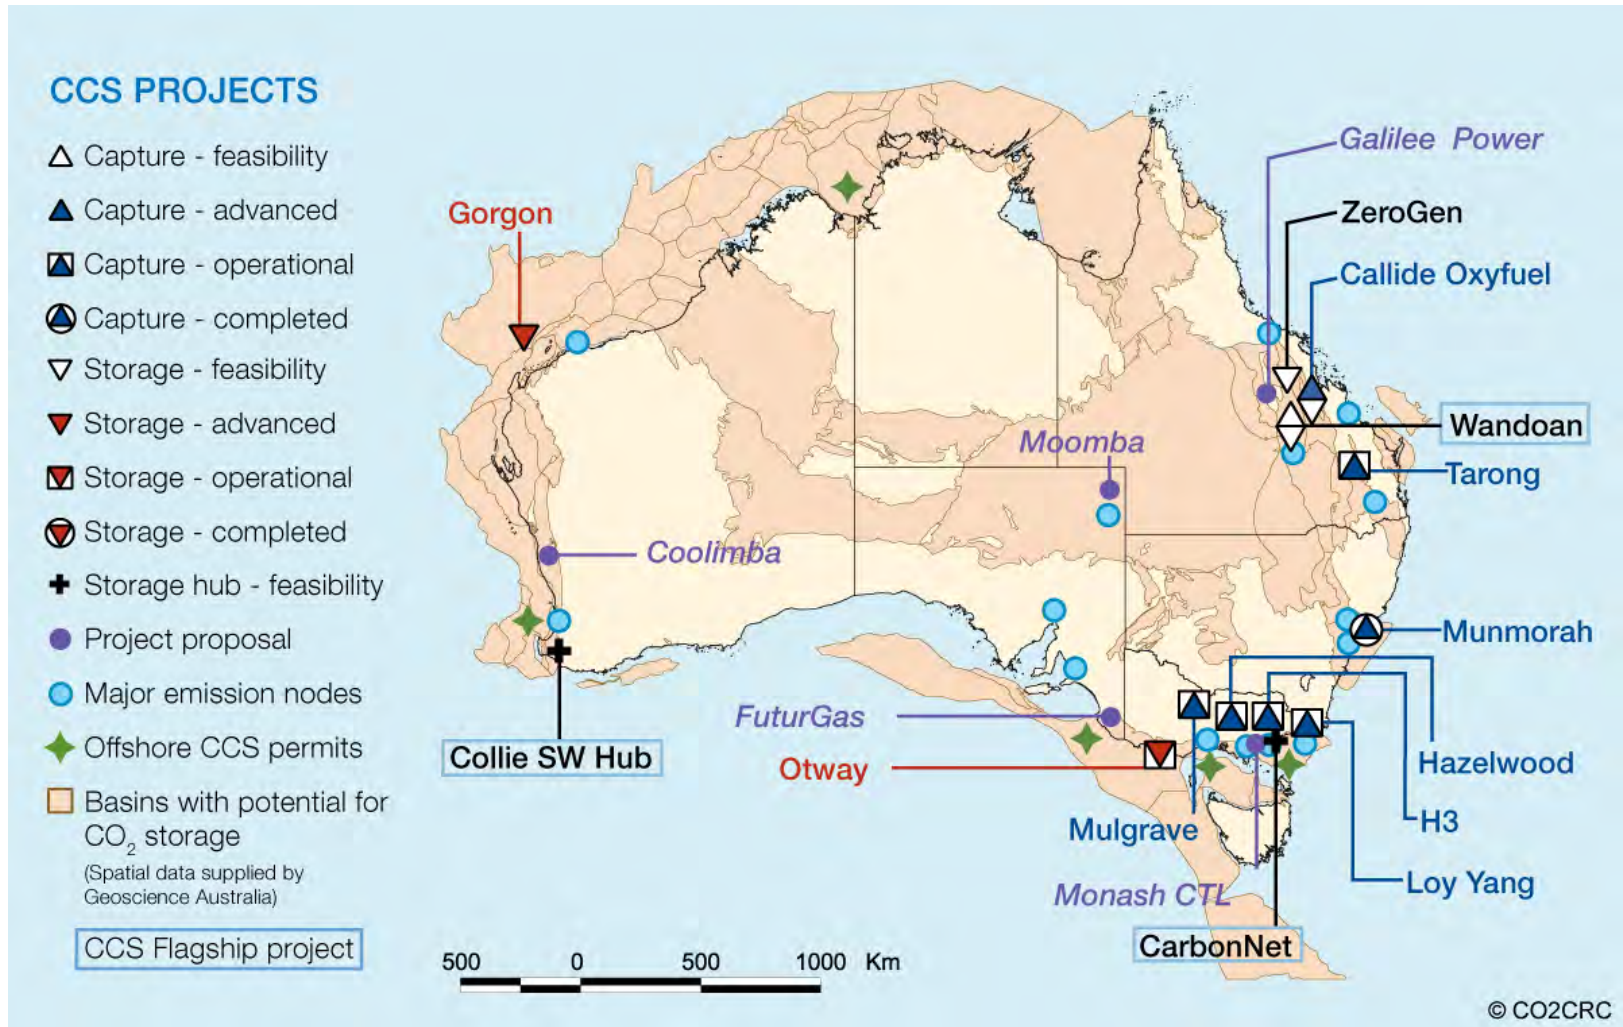 CCS PROJECTS
Capture - feasibility
Capture - advanced
Capture - operational
Capture - completed
Storage - feasibility
Storage - advanced
Storage - operational
Storage - completed
Storage hub - feasibility
Project proposal
Major emission nodes
Offshore CCS permits
Basins with potential for
CO2 storage
(Spatial data supplied by
Geoscience Australia)
CCS Flagship project
Gorgon
Galilee Power
ZeroGen
Callide Oxyfuel
Wandoan
Tarong
Moomba
Coolimba
Munmorah
FuturGas
Otway
Collie SW Hub
Hazelwood
H3
Mulgrave
Loy Yang
Monash CTL
CarbonNet
500 0 500 1000 Km
© CO2CRC